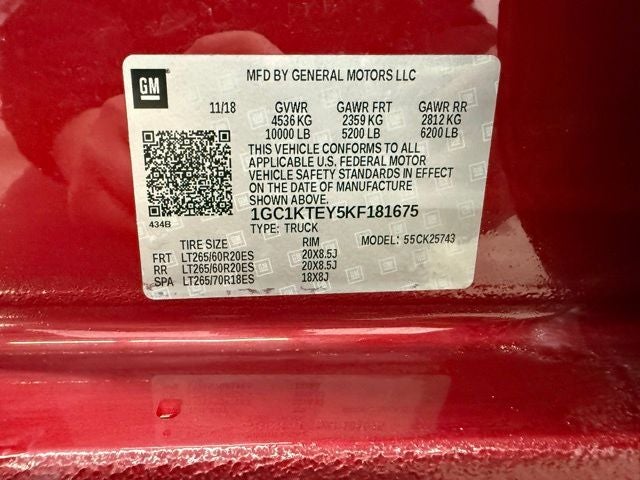 GM
MFD BY GENERAL MOTORS LLC
11/18 GVWR GAWR FRT GAWR RR
4536 KG 2359 KG 2812 KG
10000 LB 5200 LB 6200 LB
THIS VEHICLE CONFORMS TO ALL
APPLICABLE U.S. FEDERAL MOTOR
VEHICLE SAFETY STANDARDS IN EFFECT
ON THE DATE OF MANUFACTURE
SHOWN ABOVE.
434B
1GC1KTEY5KF181675
TYPE: TRUCK
TIRE SIZE RIM MODEL: 55CK25743
FRT LT265/60R20ES 20X8.5J
RR LT265/60R20ES 20X8.5J
SPA LT265/70R18ES 18X8J